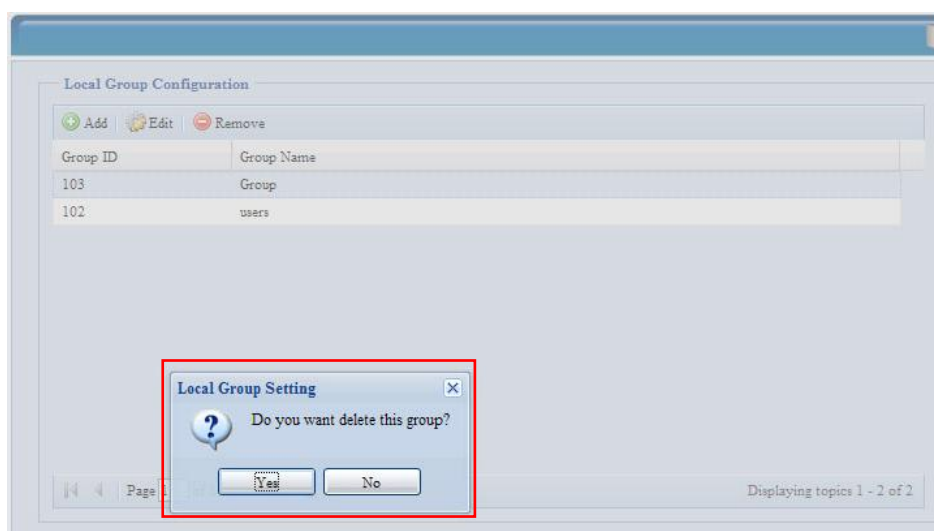 Local Group Configuration
Add Edit Remove
Group ID Group Name
103 Group
102 users
Local Group Setting
Do you want delete this group?
Yes No
Page 1 Displaying topics 1 - 2 of 2